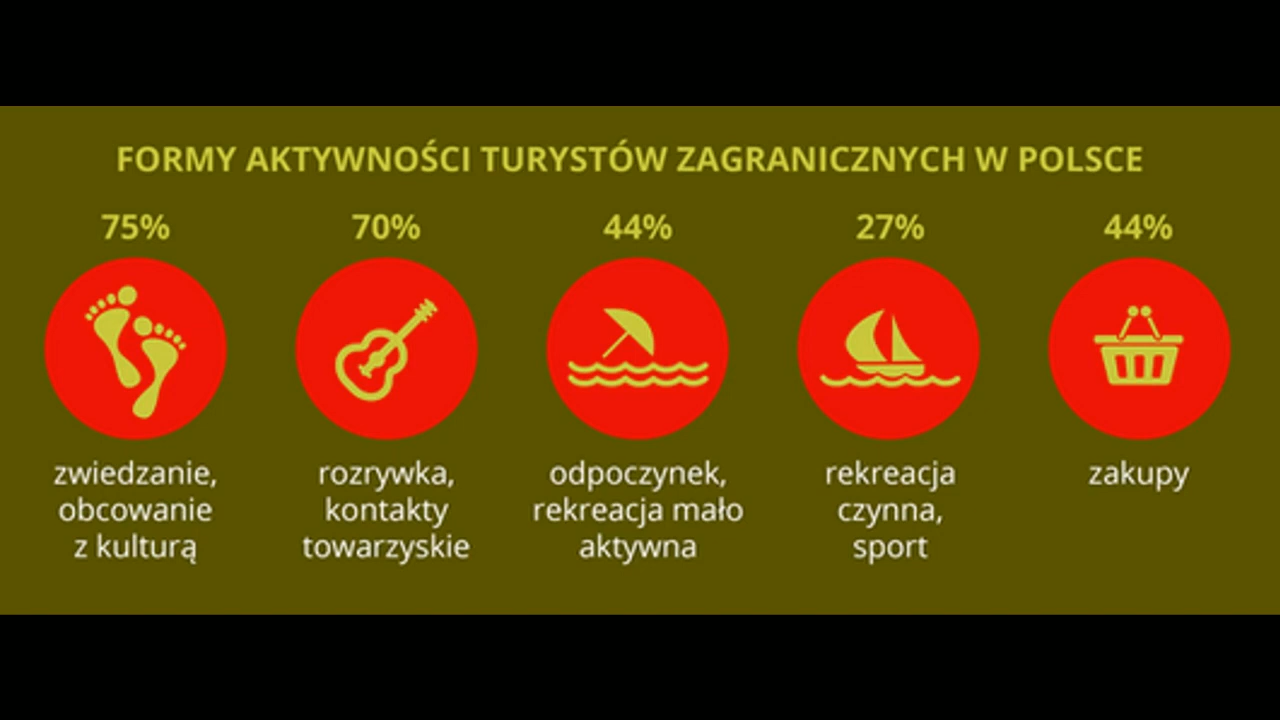 FORMY AKTYWNOŚCI TURYSTÓW ZAGRANICZNYCH W POLSCE
75%
zwiedzanie,
obcowanie
z kulturą
70%
rozrywka,
kontakty
towarzyskie
44%
odpoczynek,
rekreacja mało
aktywna
27%
rekreacja
czynna,
sport
44%
zakupy